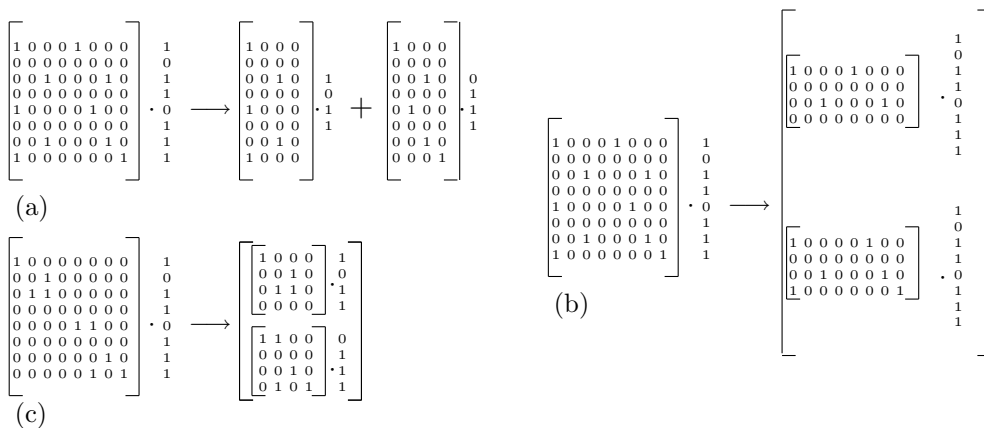 1 0 0 0 1 0 0 0 1 → 1 0 0 0 1 0 0 0
0 0 0 0 0 0 0 0 0 0 0 0 0 0 0 0 0
0 0 1 0 0 0 1 0 1 0 0 1 0 1 0 0 1 0 0
0 0 0 0 0 0 0 0 1 0 0 0 0 0 0 0 0 0 1
1 0 0 0 0 1 0 0 · 0 1 0 0 0 · 1 + 0 1 0 0 · 1
0 0 0 0 0 0 0 0 1 0 0 0 0 1 0 0 0 0 1
0 0 1 0 0 0 1 0 1 0 0 1 0 0 0 1 0
1 0 0 0 0 0 0 1 1 1 0 0 0 0 0 0 1
(a)
1 0 0 0 0 0 0 0 1
0 0 1 0 0 0 0 0 0
0 1 1 0 0 0 0 0 1
0 0 0 0 0 0 0 0 1
0 0 0 0 1 1 0 0 · 0 →
0 0 0 0 0 0 0 0 1
0 0 0 0 0 0 1 0 1
0 0 0 0 0 1 0 1 1
1 0 0 0 1
0 0 1 0 0
0 1 1 0 · 1
0 0 0 0 1
1 1 0 0 0
0 0 0 0 1
0 0 1 0 · 1
0 1 0 1 1
(c)
1 0 0 0 1 0 0 0 1
0 0 0 0 0 0 0 0 0
0 0 1 0 0 0 1 0 1
0 0 0 0 0 0 0 0 1
1 0 0 0 0 1 0 0 · 0 →
0 0 0 0 0 0 0 0 1
0 0 1 0 0 0 1 0 1
1 0 0 0 0 0 0 1 1
1
0
1 0 0 0 1 0 0 0 1
0 0 0 0 0 0 0 0 1
0 0 1 0 0 0 1 0 · 0
0 0 0 0 0 0 0 0 1
1
1
1
0
1 0 0 0 0 1 0 0 1
0 0 0 0 0 0 0 0 1
0 0 1 0 0 0 1 0 · 0
1 0 0 0 0 0 0 1 1
1
1
(b)